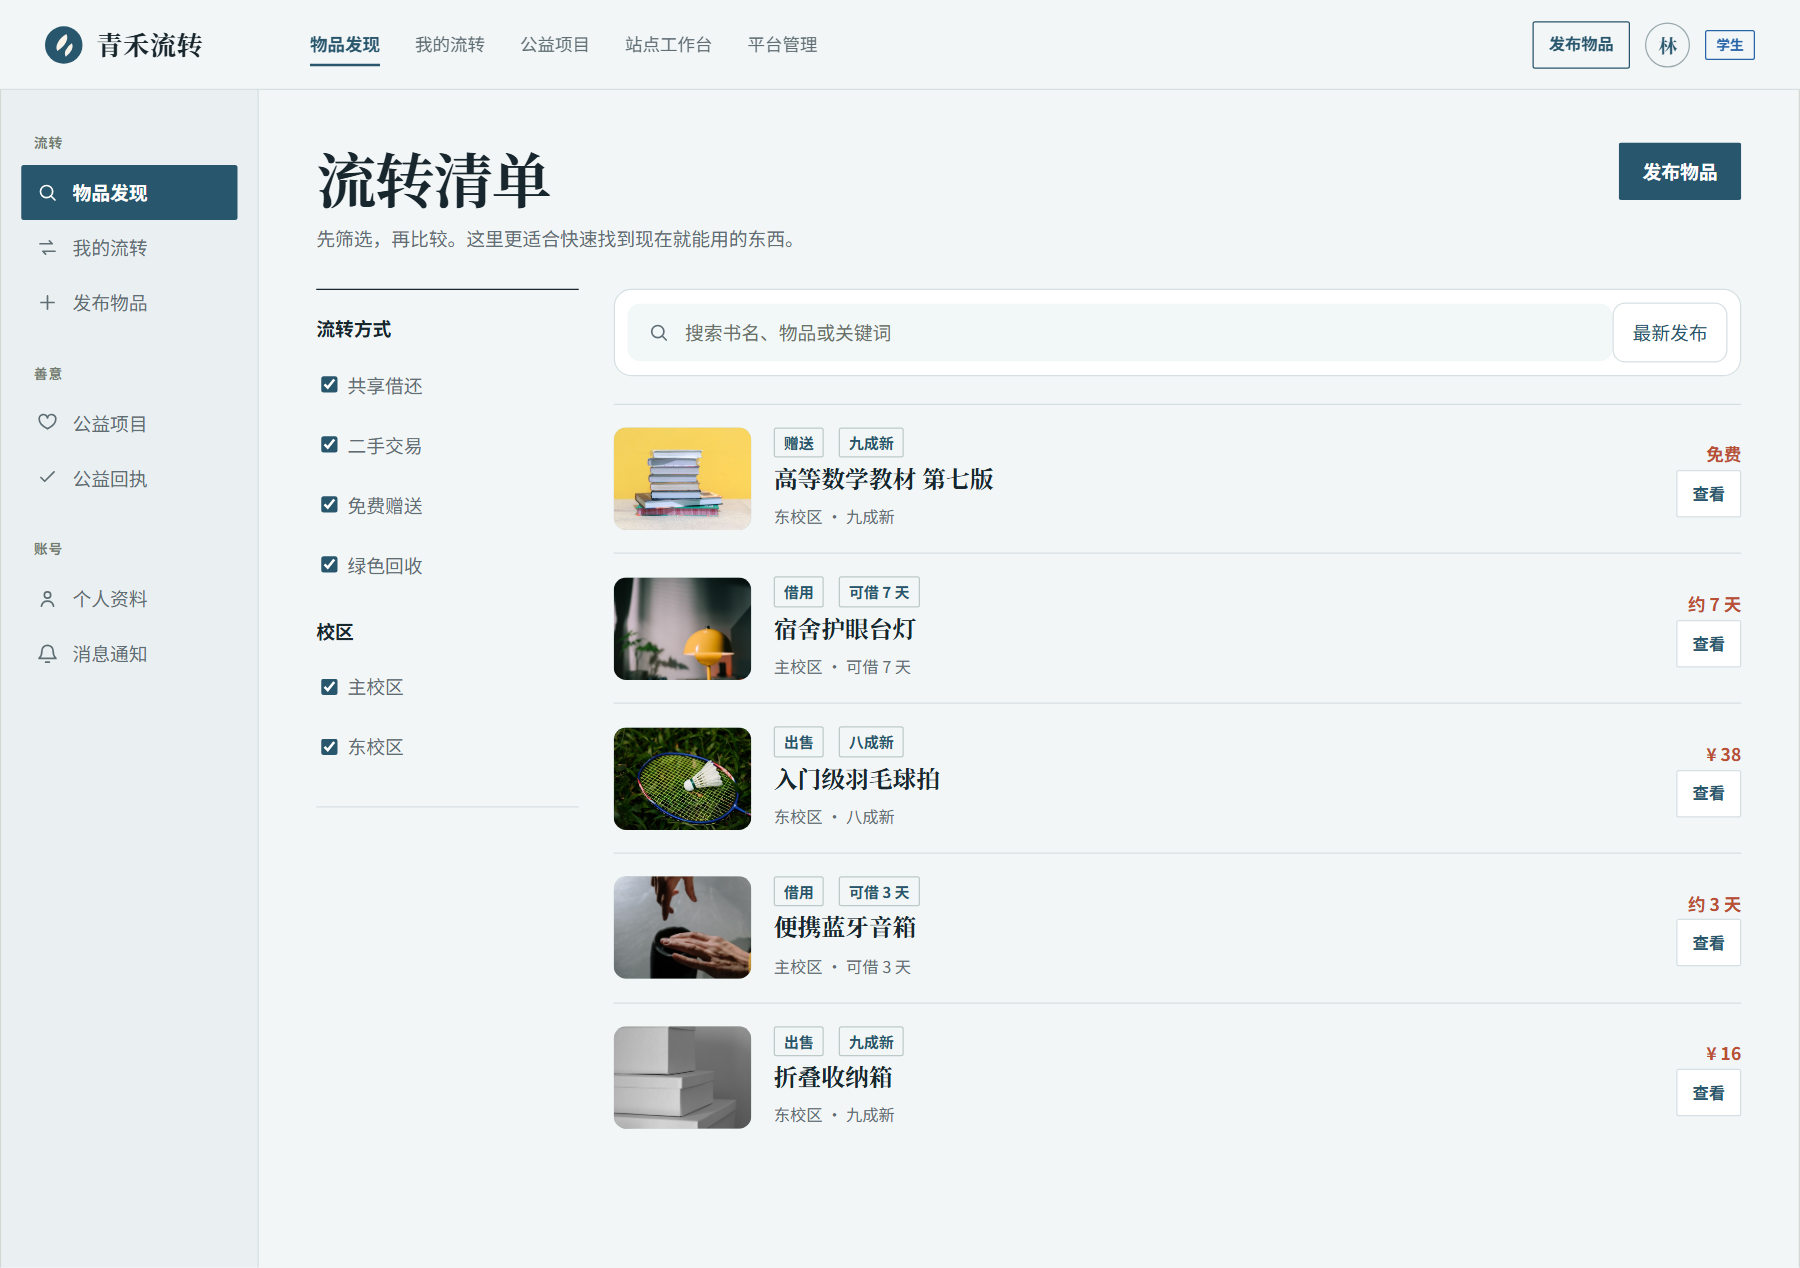 青禾流转
物品发现
我的流转
公益项目
站点工作台
平台管理
发布物品
林
学生
流转
物品发现
我的流转
发布物品
善意
公益项目
公益回执
账号
个人资料
消息通知
流转清单
先筛选，再比较。这里更适合快速找到现在就能用的东西。
发布物品
流转方式
共享借还
二手交易
免费赠送
绿色回收
校区
主校区
东校区
搜索书名、物品或关键词
最新发布
赠送
九成新
高等数学教材 第七版
东校区 · 九成新
免费
查看
借用
可借 7 天
宿舍护眼台灯
主校区 · 可借 7 天
约 7 天
查看
出售
八成新
入门级羽毛球拍
东校区 · 八成新
¥ 38
查看
借用
可借 3 天
便携蓝牙音箱
主校区 · 可借 3 天
约 3 天
查看
出售
九成新
折叠收纳箱
东校区 · 九成新
¥ 16
查看